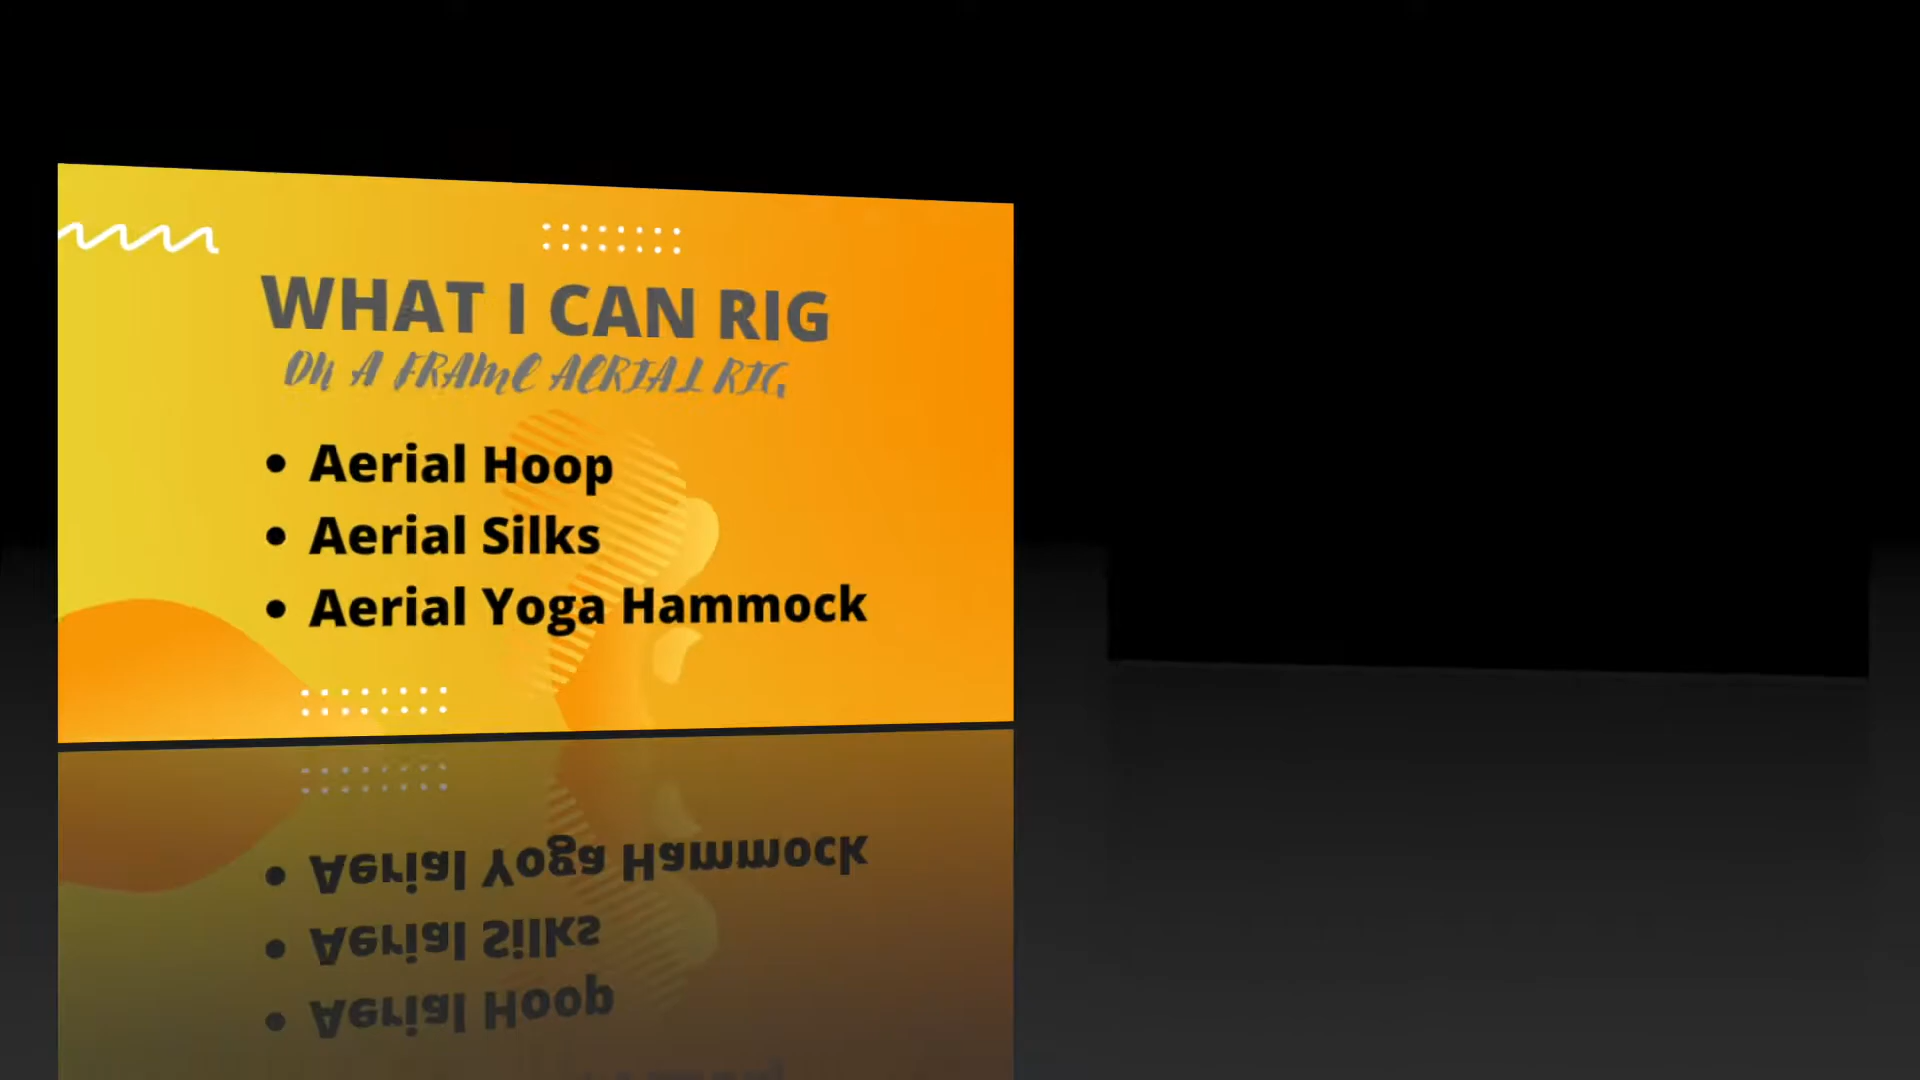 WHAT I CAN RIG
On A FRAME AERIAL RIG
• Aerial Hoop
• Aerial Silks
• Aerial Yoga Hammock